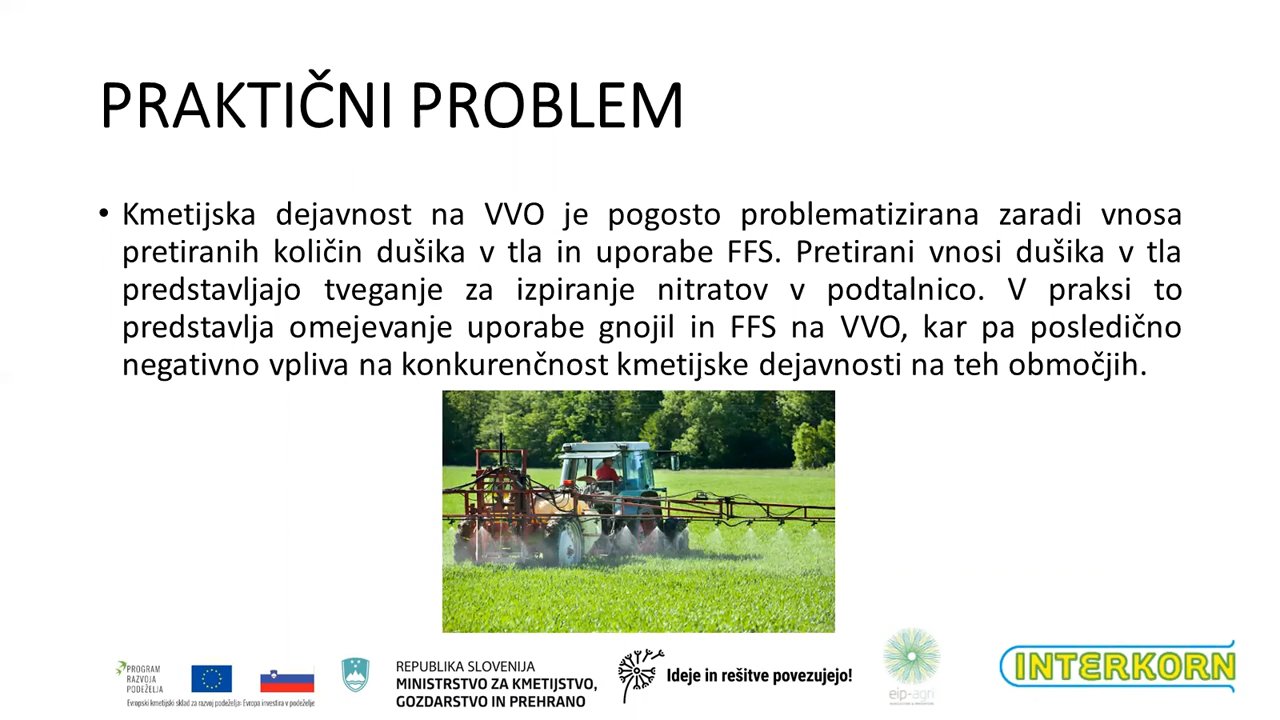 PRAKTIČNI PROBLEM
• Kmetijska dejavnost na VVO je pogosto problematizirana zaradi vnosa
pretiranih količin dušika v tla in uporabe FFS. Pretirani vnosi dušika v tla
predstavljajo tveganje za izpiranje nitratov v podtalnico. V praksi to
predstavlja omejevanje uporabe gnojil in FFS na VVO, kar pa posledično
negativno vpliva na konkurenčnost kmetijske dejavnosti na teh območjih.
PROGRAM
RAZVOJA
PODEŽELJA
Evropski kmetijski sklad za razvoj podeželja: Evropa investira v podeželje
REPUBLIKA SLOVENIJA
MINISTRSTVO ZA KMETIJSTVO,
GOZDARSTVO IN PREHRANO
Ideje in rešitve povezujejo!
eip-agri
INTERKORN